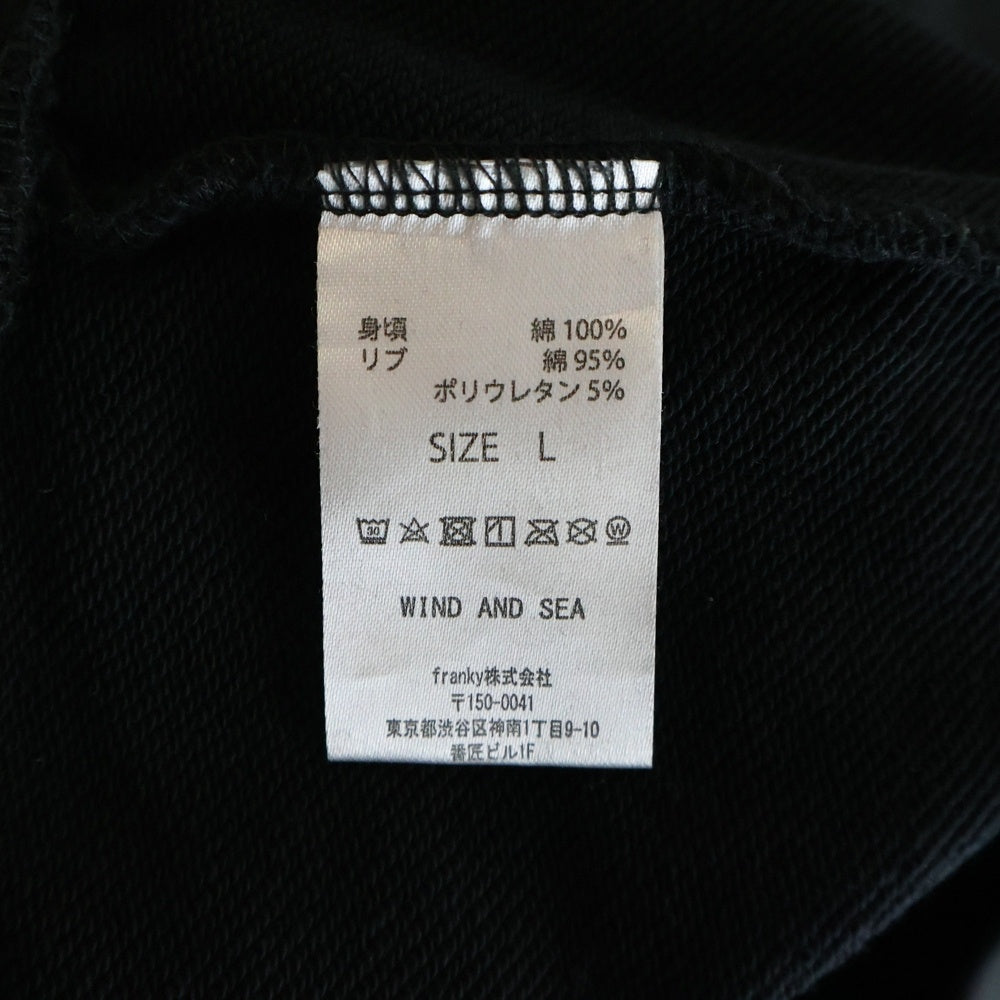 身頃 綿 100%
リブ 綿 95%
ポリウレタン 5%
SIZE L
30 W
WIND AND SEA
franky株式会社
〒150-0041
東京都渋谷区神南1丁目9-10
番匠ビル1F